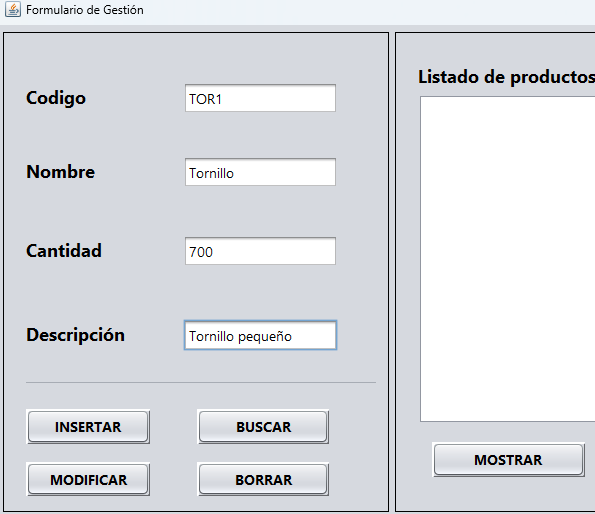 Formulario de Gestión
Codigo
TOR1
Nombre
Tornillo
Cantidad
700
Descripción
Tornillo pequeño
INSERTAR
BUSCAR
MODIFICAR
BORRAR
Listado de productos
MOSTRAR